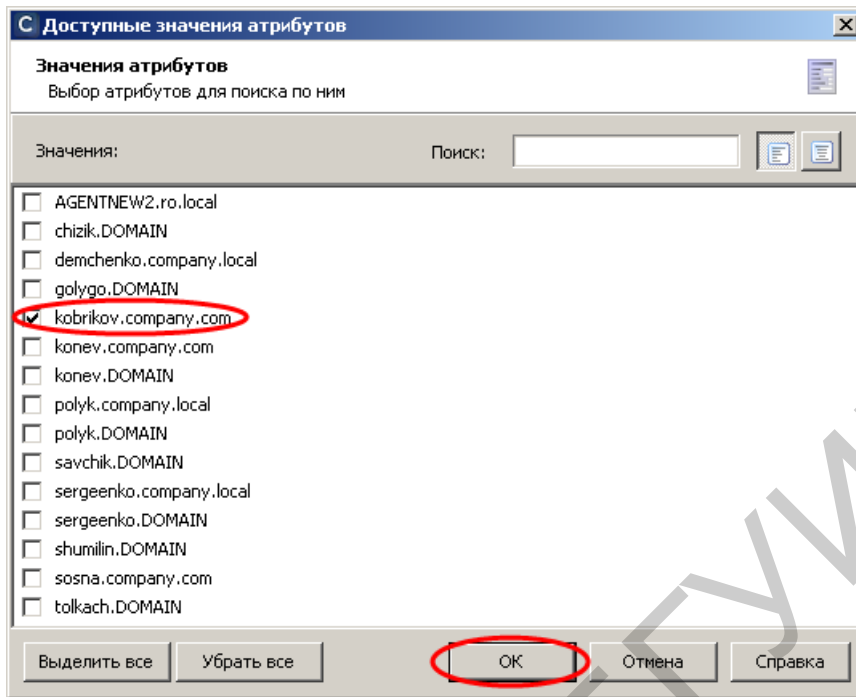 Доступные значения атрибутов
Значения атрибутов
Выбор атрибутов для поиска по ним
Значения: Поиск:
AGENTNEW2.ro.local
chizik.DOMAIN
demchenko.company.local
golygo.DOMAIN
kobrikov.company.com
konev.company.com
konev.DOMAIN
polyk.company.local
polyk.DOMAIN
savchik.DOMAIN
sergeenko.company.local
sergeenko.DOMAIN
shumilin.DOMAIN
sosna.company.com
tolkach.DOMAIN
Выделить все Убрать все OK Отмена Справка